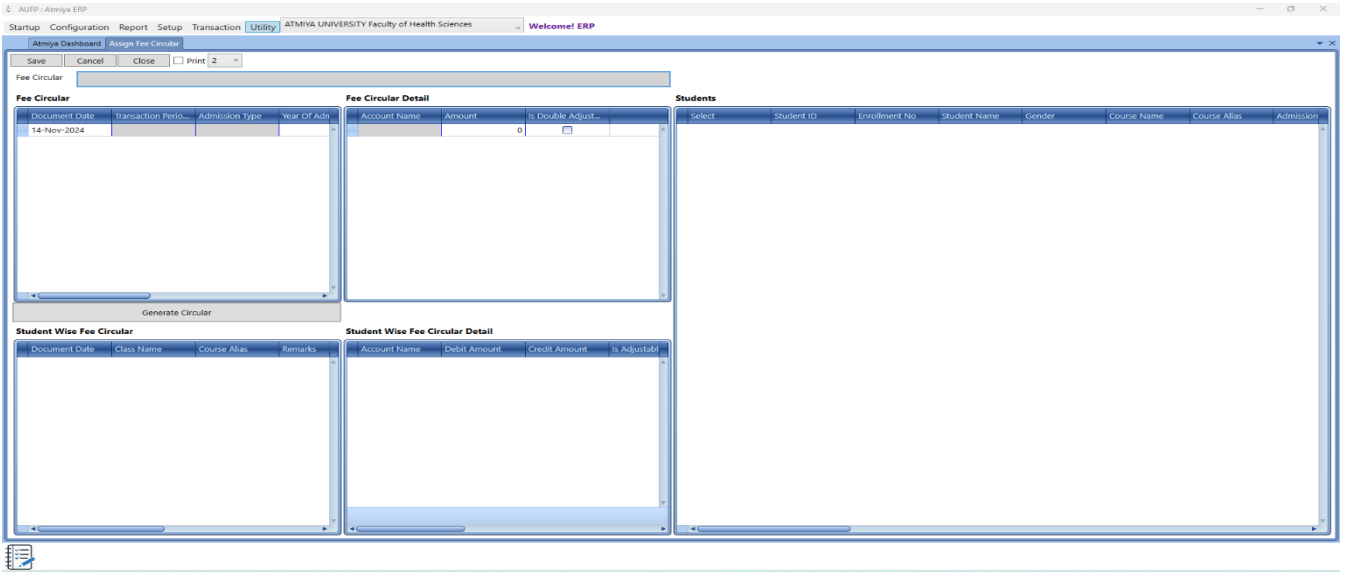 AUFP : Atmiya ERP
Startup Configuration Report Setup Transaction Utility ATMIYA UNIVERSITY Faculty of Health Sciences Welcome! ERP
Atmiya Dashboard Assign Fee Circular
Save Cancel Close Print 2
Fee Circular
Fee Circular Fee Circular Detail Students
Document Date Transaction Perio... Admission Type Year Of Adn Account Name Amount Is Double Adjust... Select Student ID Enrollment No Student Name Gender Course Name Course Alias Admission
14-Nov-2024 0
Generate Circular
Student Wise Fee Circular Student Wise Fee Circular Detail
Document Date Class Name Course Alias Remarks Account Name Debit Amount Credit Amount Is Adjustabl